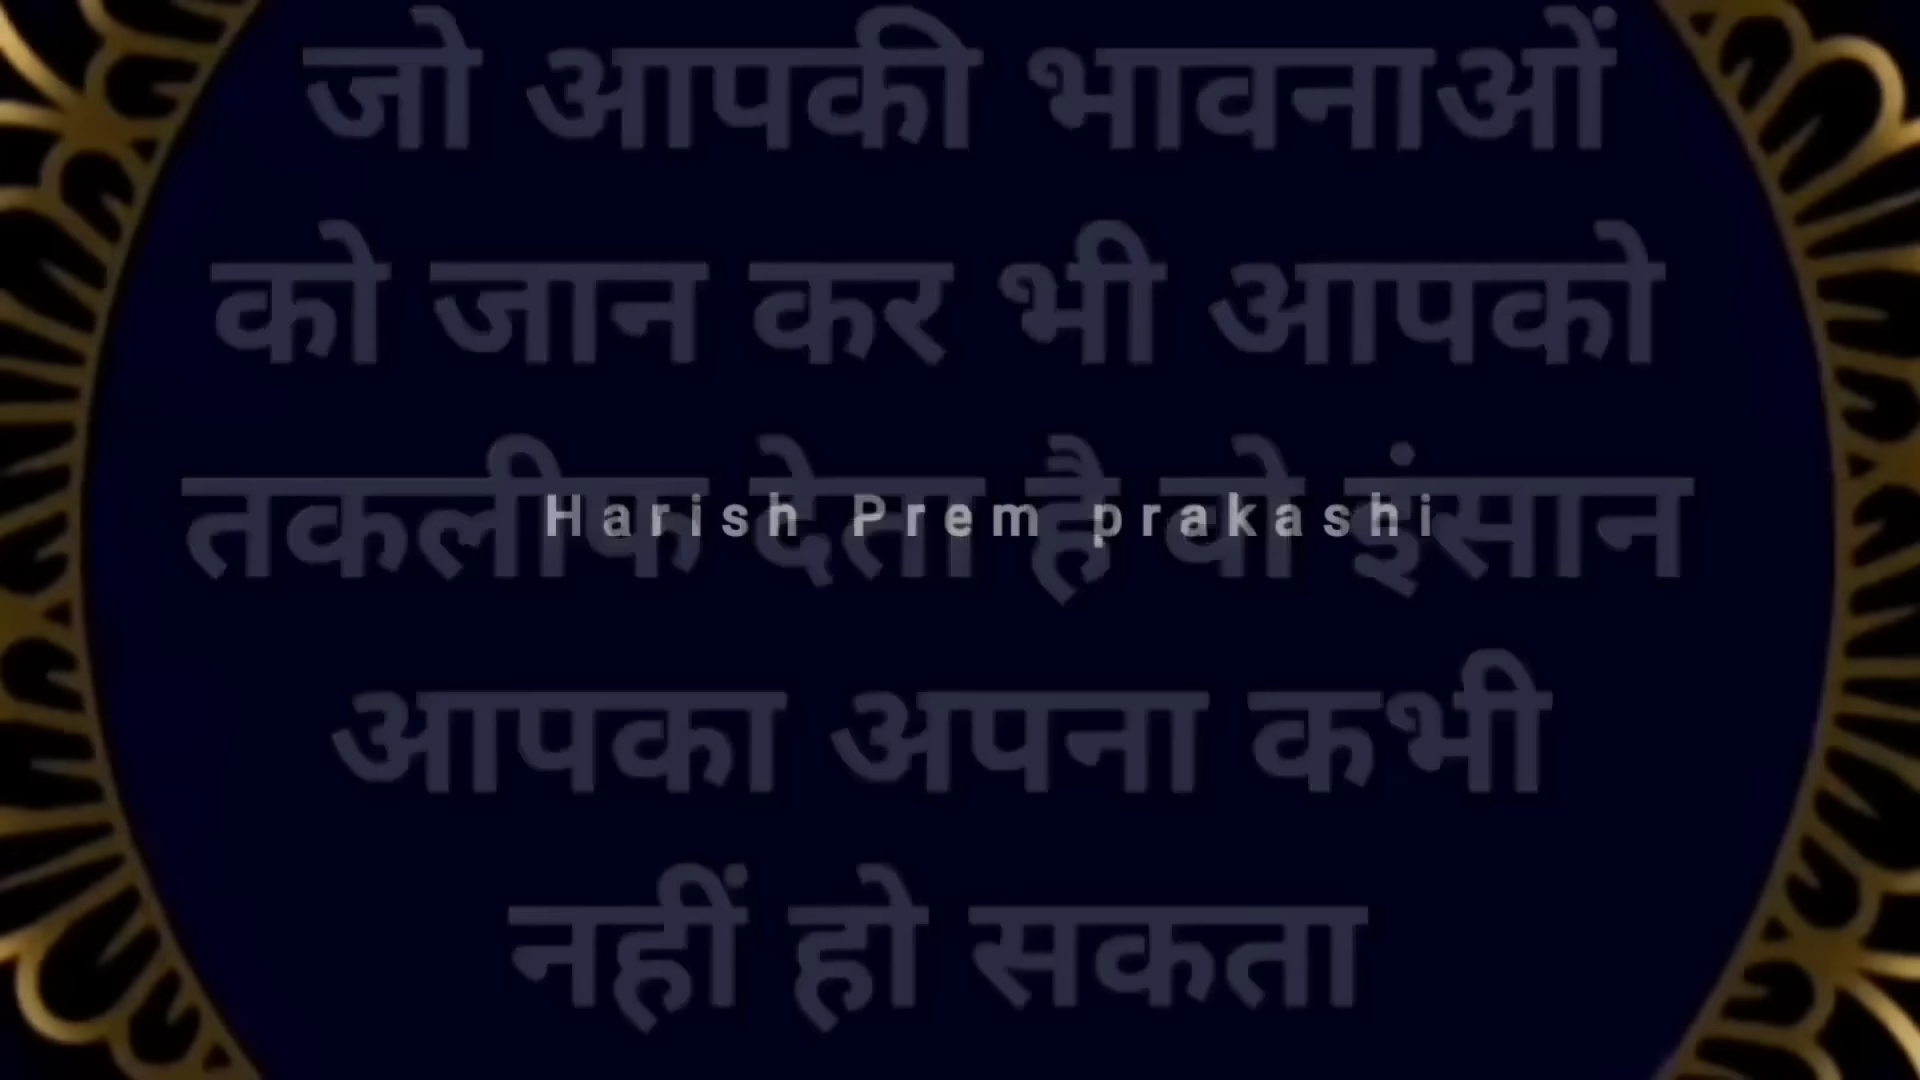 जो आपकी भावनाओं
को जान कर भी आपको
तकलीफ देता है वो इंसान
Harish Prem prakashi
आपका अपना कभी
नहीं हो सकता